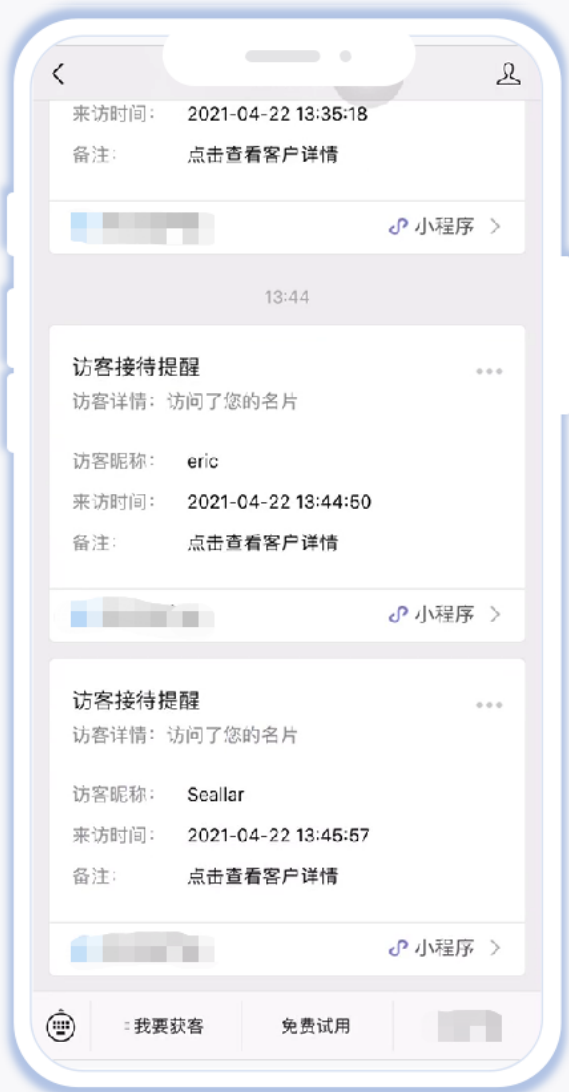 来访时间： 2021-04-22 13:35:18
备注： 点击查看客户详情
小程序
13:44
访客接待提醒
访客详情：访问了您的名片
访客昵称： eric
来访时间： 2021-04-22 13:44:50
备注： 点击查看客户详情
小程序
访客接待提醒
访客详情：访问了您的名片
访客昵称： Seallar
来访时间： 2021-04-22 13:45:57
备注： 点击查看客户详情
小程序
我要获客 免费试用